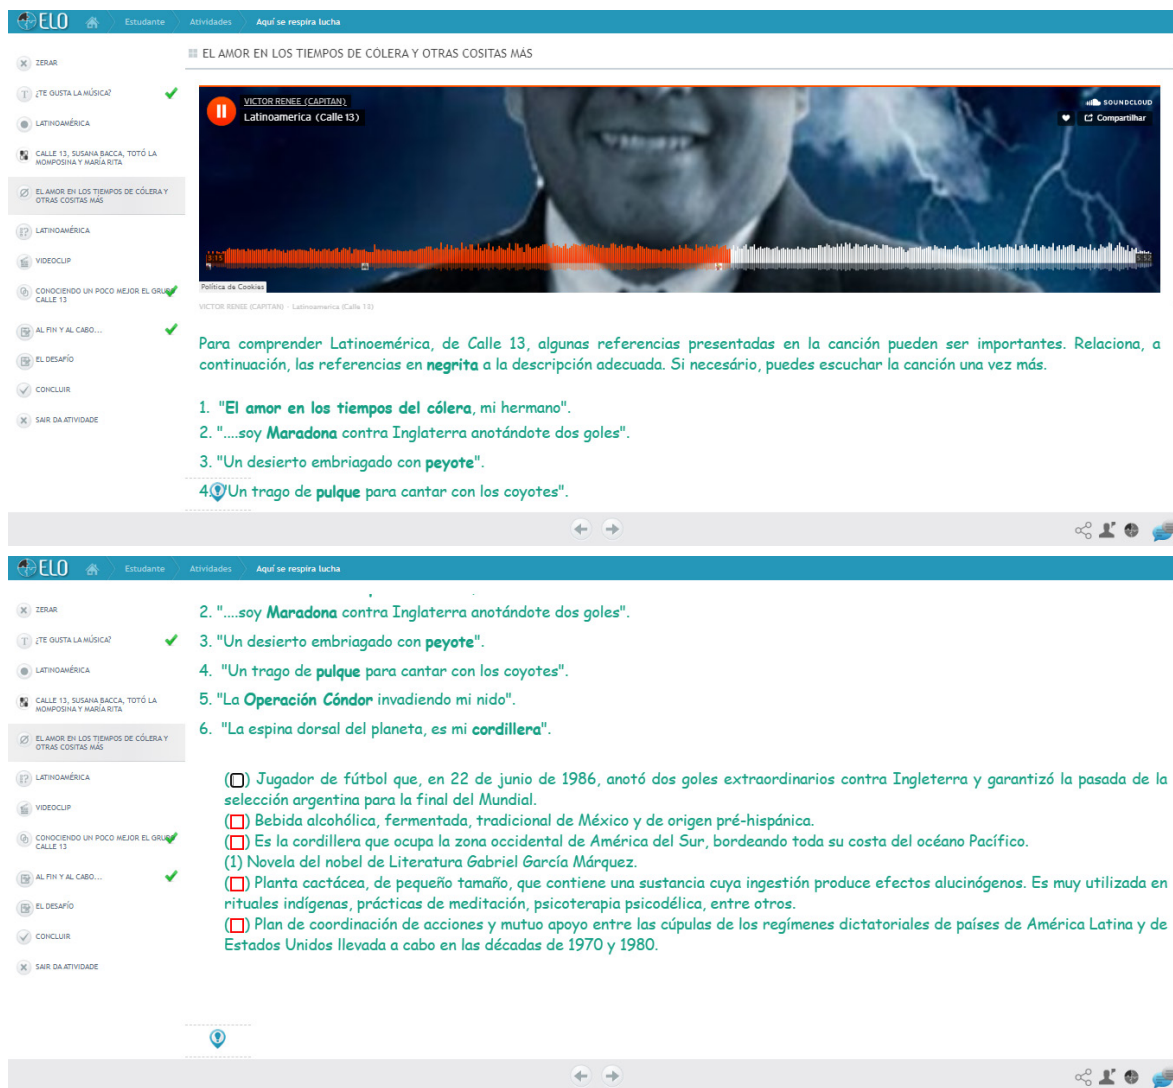 ELO
Estudante
Atividades
Aquí se respira lucha
ZERAR
¿TE GUSTA LA MÚSICA?
LATINOAMÉRICA
CALLE 13, SUSANA BACCA, TOTÓ LA
MOMPOSINA Y MARÍA RITA
EL AMOR EN LOS TIEMPOS DE CÓLERA Y
OTRAS COSITAS MÁS
LATINOAMÉRICA
VIDEOCLIP
CONOCIENDO UN POCO MEJOR EL GRUPO
CALLE 13
AL FIN Y AL CABO...
EL DESAFÍO
CONCLUIR
SAIR DA ATIVIDADE
EL AMOR EN LOS TIEMPOS DE CÓLERA Y OTRAS COSITAS MÁS
VICTOR RENEE (CAPITAN)
Latinoamerica (Calle 13)
SOUNDCLOUD
Compartilhar
3:15
5:52
Política de Cookies
VICTOR RENEE (CAPITAN) - Latinoamerica (Calle 13)
Para comprender Latinoemérica, de Calle 13, algunas referencias presentadas en la canción pueden ser importantes. Relaciona, a
continuación, las referencias en negrita a la descripción adecuada. Si necesário, puedes escuchar la canción una vez más.
1. "El amor en los tiempos del cólera, mi hermano".
2. "....soy Maradona contra Inglaterra anotándote dos goles".
3. "Un desierto embriagado con peyote".
4. "Un trago de pulque para cantar con los coyotes".
ELO
Estudante
Atividades
Aquí se respira lucha
ZERAR
¿TE GUSTA LA MÚSICA?
LATINOAMÉRICA
CALLE 13, SUSANA BACCA, TOTÓ LA
MOMPOSINA Y MARÍA RITA
EL AMOR EN LOS TIEMPOS DE CÓLERA Y
OTRAS COSITAS MÁS
LATINOAMÉRICA
VIDEOCLIP
CONOCIENDO UN POCO MEJOR EL GRUPO
CALLE 13
AL FIN Y AL CABO...
EL DESAFÍO
CONCLUIR
SAIR DA ATIVIDADE
2. "....soy Maradona contra Inglaterra anotándote dos goles".
3. "Un desierto embriagado con peyote".
4. "Un trago de pulque para cantar con los coyotes".
5. "La Operación Cóndor invadiendo mi nido".
6. "La espina dorsal del planeta, es mi cordillera".
( ) Jugador de fútbol que, en 22 de junio de 1986, anotó dos goles extraordinarios contra Ingleterra y garantizó la pasada de la
selección argentina para la final del Mundial.
( ) Bebida alcohólica, fermentada, tradicional de México y de origen pré-hispánica.
( ) Es la cordillera que ocupa la zona occidental de América del Sur, bordeando toda su costa del océano Pacífico.
(1) Novela del nobel de Literatura Gabriel García Márquez.
( ) Planta cactácea, de pequeño tamaño, que contiene una sustancia cuya ingestión produce efectos alucinógenos. Es muy utilizada en
rituales indígenas, prácticas de meditación, psicoterapia psicodélica, entre otros.
( ) Plan de coordinación de acciones y mutuo apoyo entre las cúpulas de los regímenes dictatoriales de países de América Latina y de
Estados Unidos llevada a cabo en las décadas de 1970 y 1980.